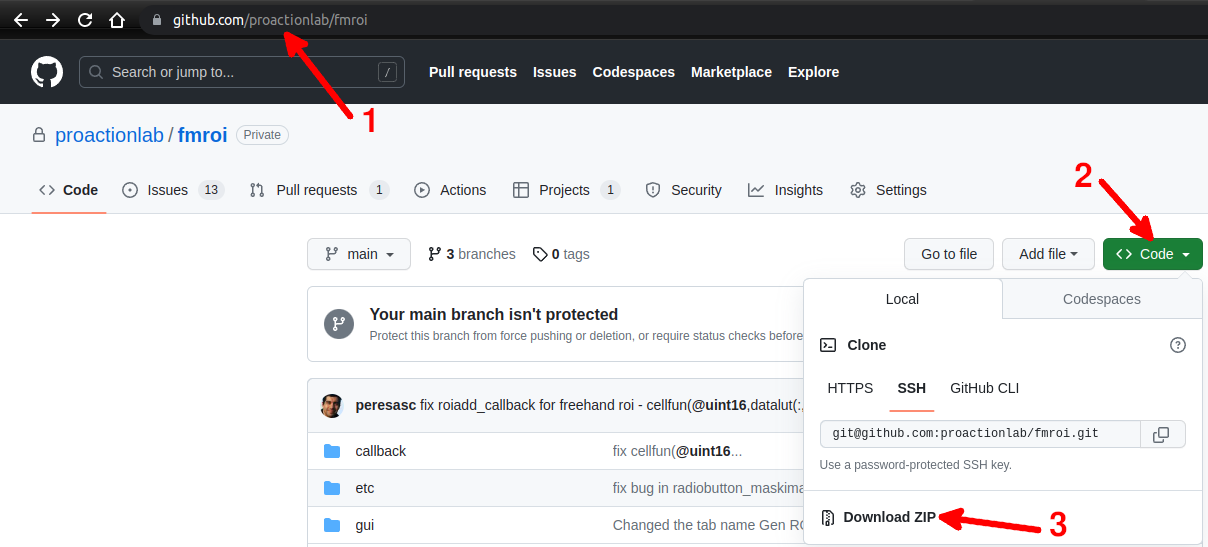 github.com/proactionlab/fmroi
1
Search or jump to... /
Pull requests Issues Codespaces Marketplace Explore
proactionlab / fmroi Private
2
Code Issues 13 Pull requests 1 Actions Projects 1 Security Insights Settings
main 3 branches 0 tags Go to file Add file Code
Local Codespaces
Your main branch isn't protected
Protect this branch from force pushing or deletion, or require status checks before
Clone
HTTPS SSH GitHub CLI
peresasc fix roiadd_callback for freehand roi - cellfun(@uint16,datalut(:,
git@github.com:proactionlab/fmroi.git
callback fix cellfun(@uint16...
Use a password-protected SSH key.
etc fix bug in radiobutton_maskima
Download ZIP
3
gui Changed the tab name Gen RO